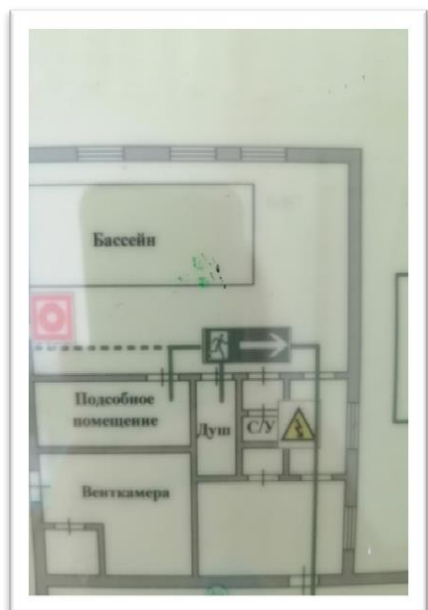 Бассейн
Подсобное
помещение
Душ
С/У
Венткамера